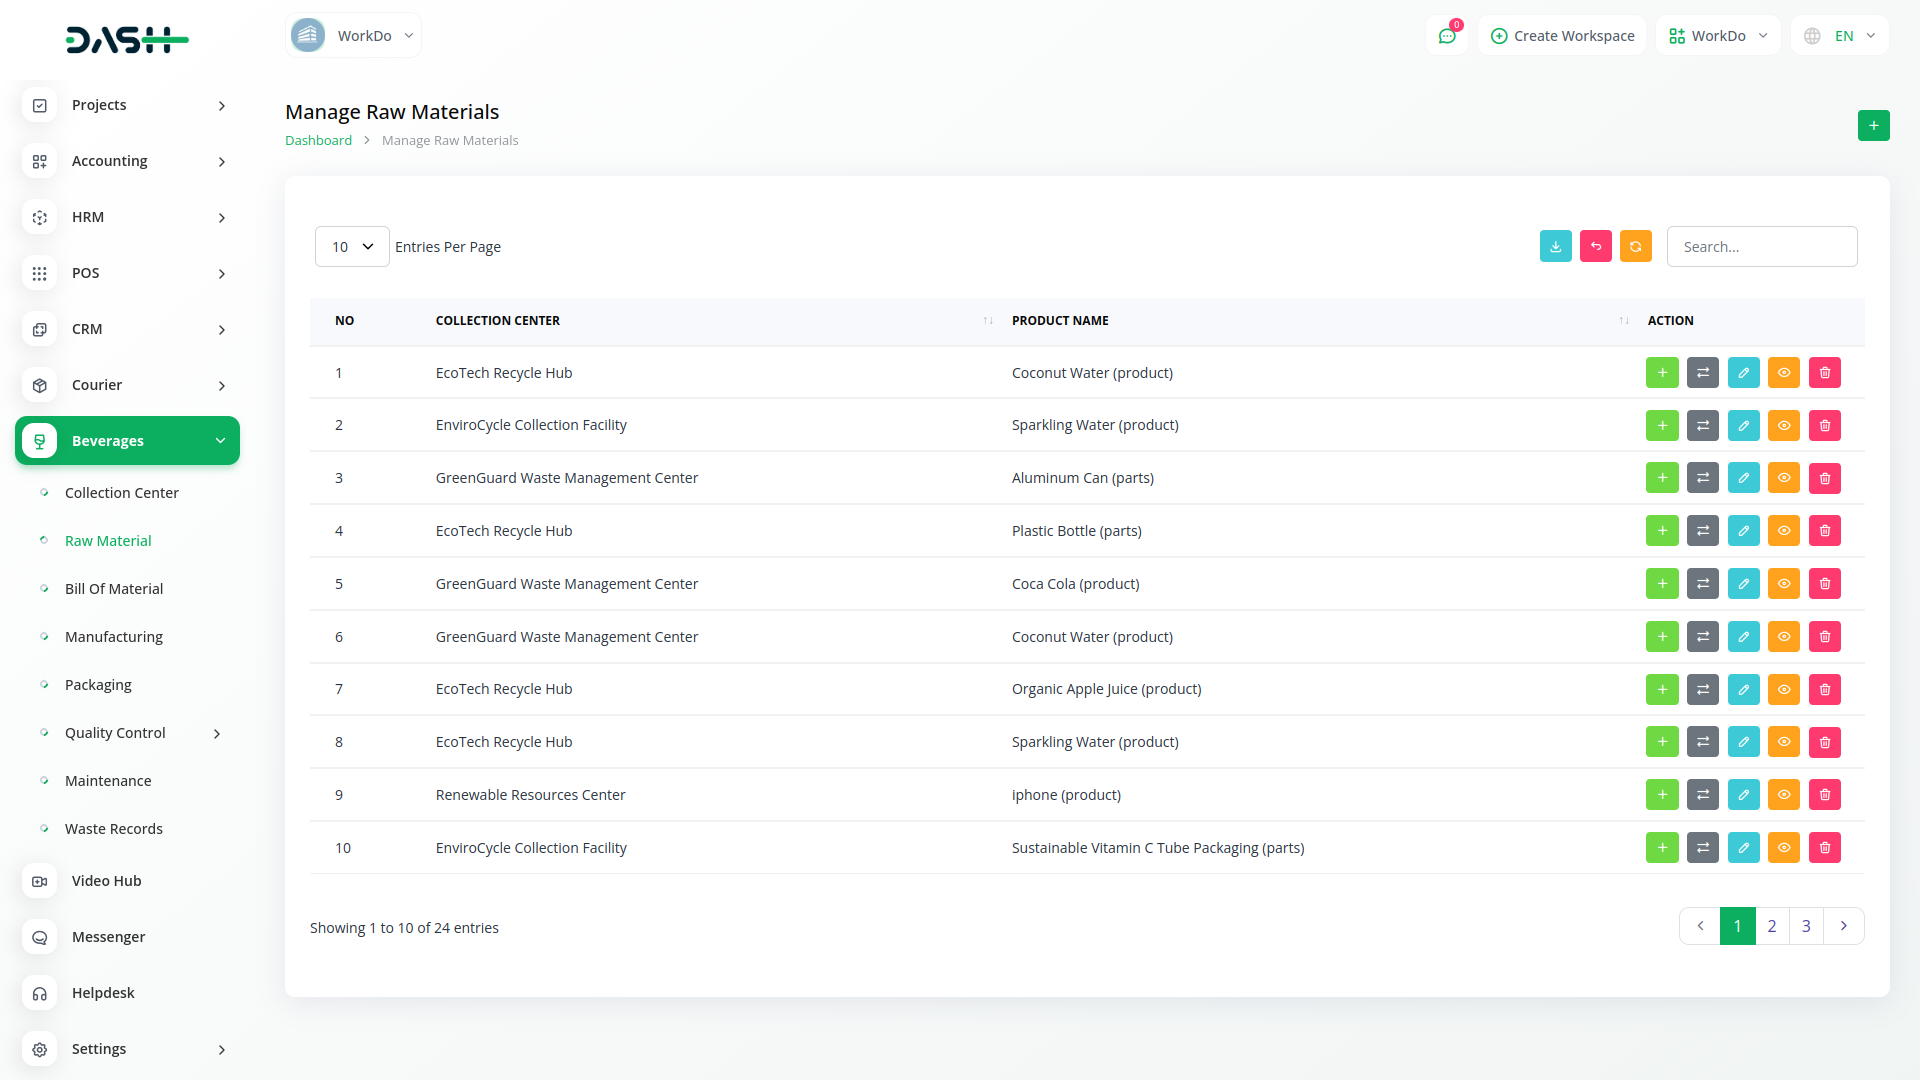 DASH
WorkDo
0
Create Workspace
WorkDo
EN
Projects
Accounting
HRM
POS
CRM
Courier
Beverages
Collection Center
Raw Material
Bill Of Material
Manufacturing
Packaging
Quality Control
Maintenance
Waste Records
Video Hub
Messenger
Helpdesk
Settings
Manage Raw Materials
Dashboard > Manage Raw Materials
10 Entries Per Page
Search...
NO COLLECTION CENTER PRODUCT NAME ACTION
1 EcoTech Recycle Hub Coconut Water (product)
2 EnviroCycle Collection Facility Sparkling Water (product)
3 GreenGuard Waste Management Center Aluminum Can (parts)
4 EcoTech Recycle Hub Plastic Bottle (parts)
5 GreenGuard Waste Management Center Coca Cola (product)
6 GreenGuard Waste Management Center Coconut Water (product)
7 EcoTech Recycle Hub Organic Apple Juice (product)
8 EcoTech Recycle Hub Sparkling Water (product)
9 Renewable Resources Center iphone (product)
10 EnviroCycle Collection Facility Sustainable Vitamin C Tube Packaging (parts)
Showing 1 to 10 of 24 entries
1 2 3